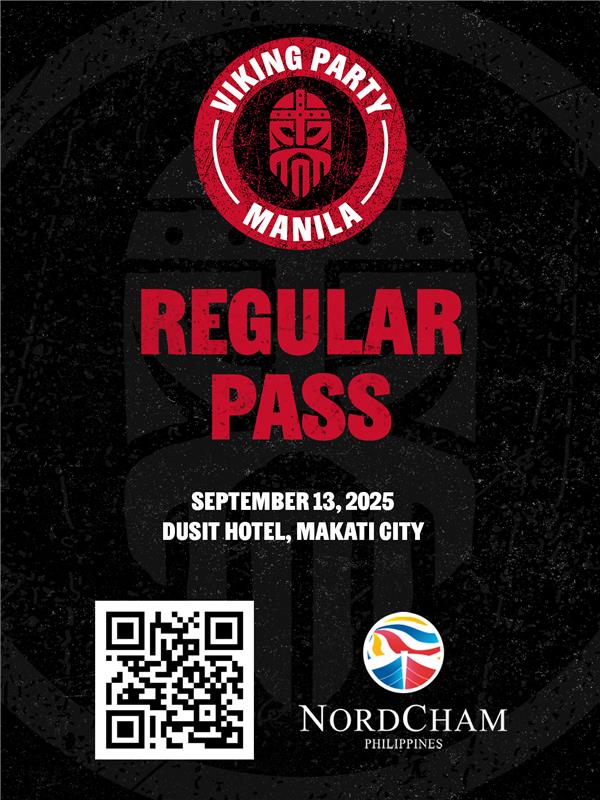 VIKING PARTY
MANILA
REGULAR
PASS
SEPTEMBER 13, 2025
DUSIT HOTEL, MAKATI CITY
NORDCHAM
PHILIPPINES